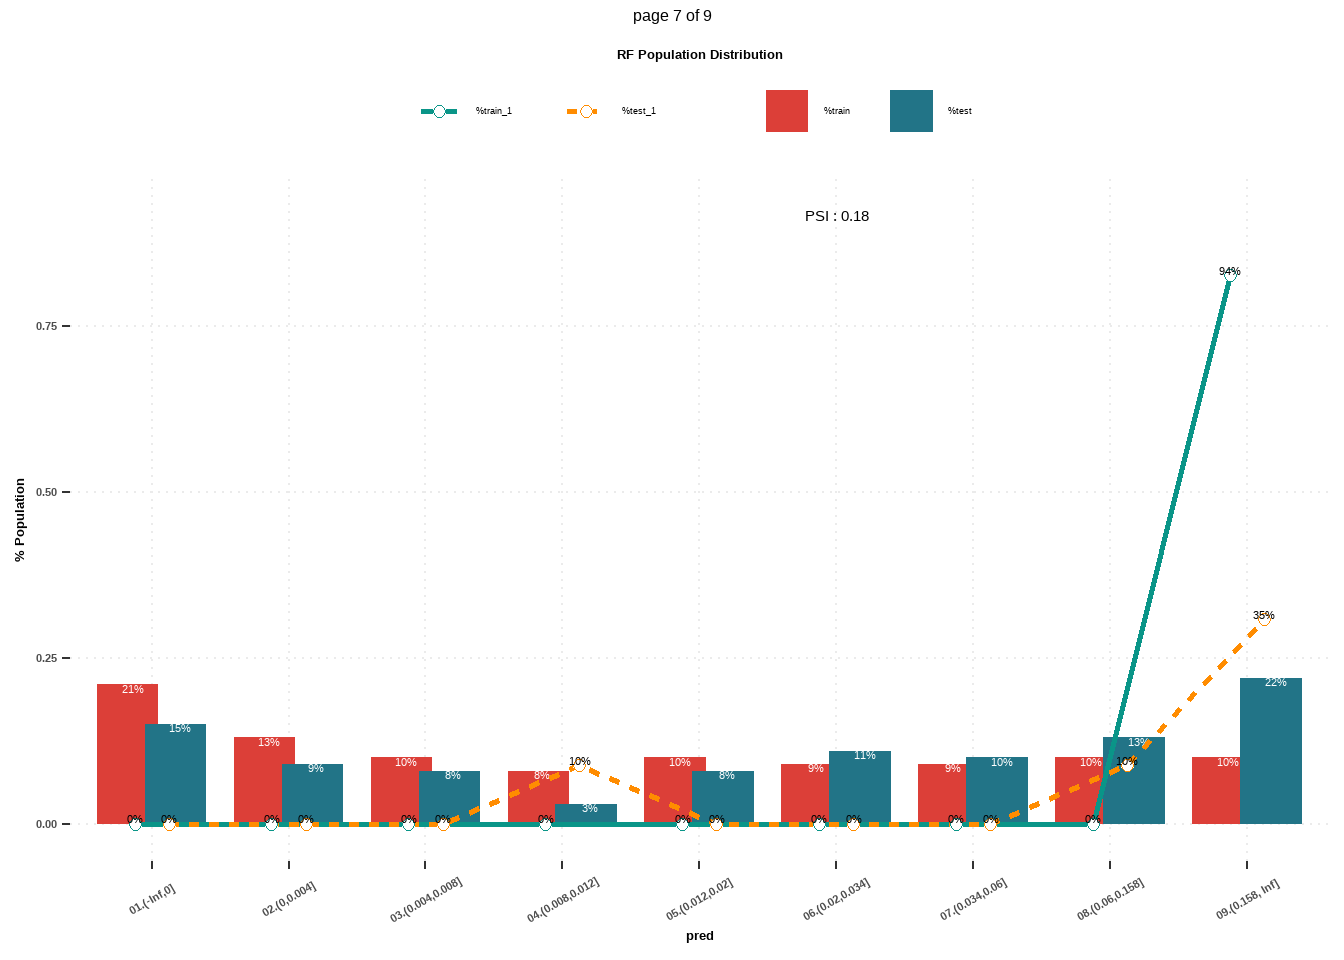 page 7 of 9
RF Population Distribution
%train_1 %test_1 %train %test
PSI : 0.18
94%
0.75
0.50
% Population
35%
0.25
21% 15% 13% 9% 10% 8% 8% 10% 3% 10% 8% 9% 11% 9% 10% 10% 13% 10% 10% 22%
0.00
0% 0% 0% 0% 0% 0% 0% 0% 0% 0% 0% 0% 0% 0%
01.(-Inf,0] 02.(0,0.004] 03.(0.004,0.008] 04.(0.008,0.012] 05.(0.012,0.02] 06.(0.02,0.034] 07.(0.034,0.06] 08.(0.06,0.158] 09.(0.158, Inf]
pred